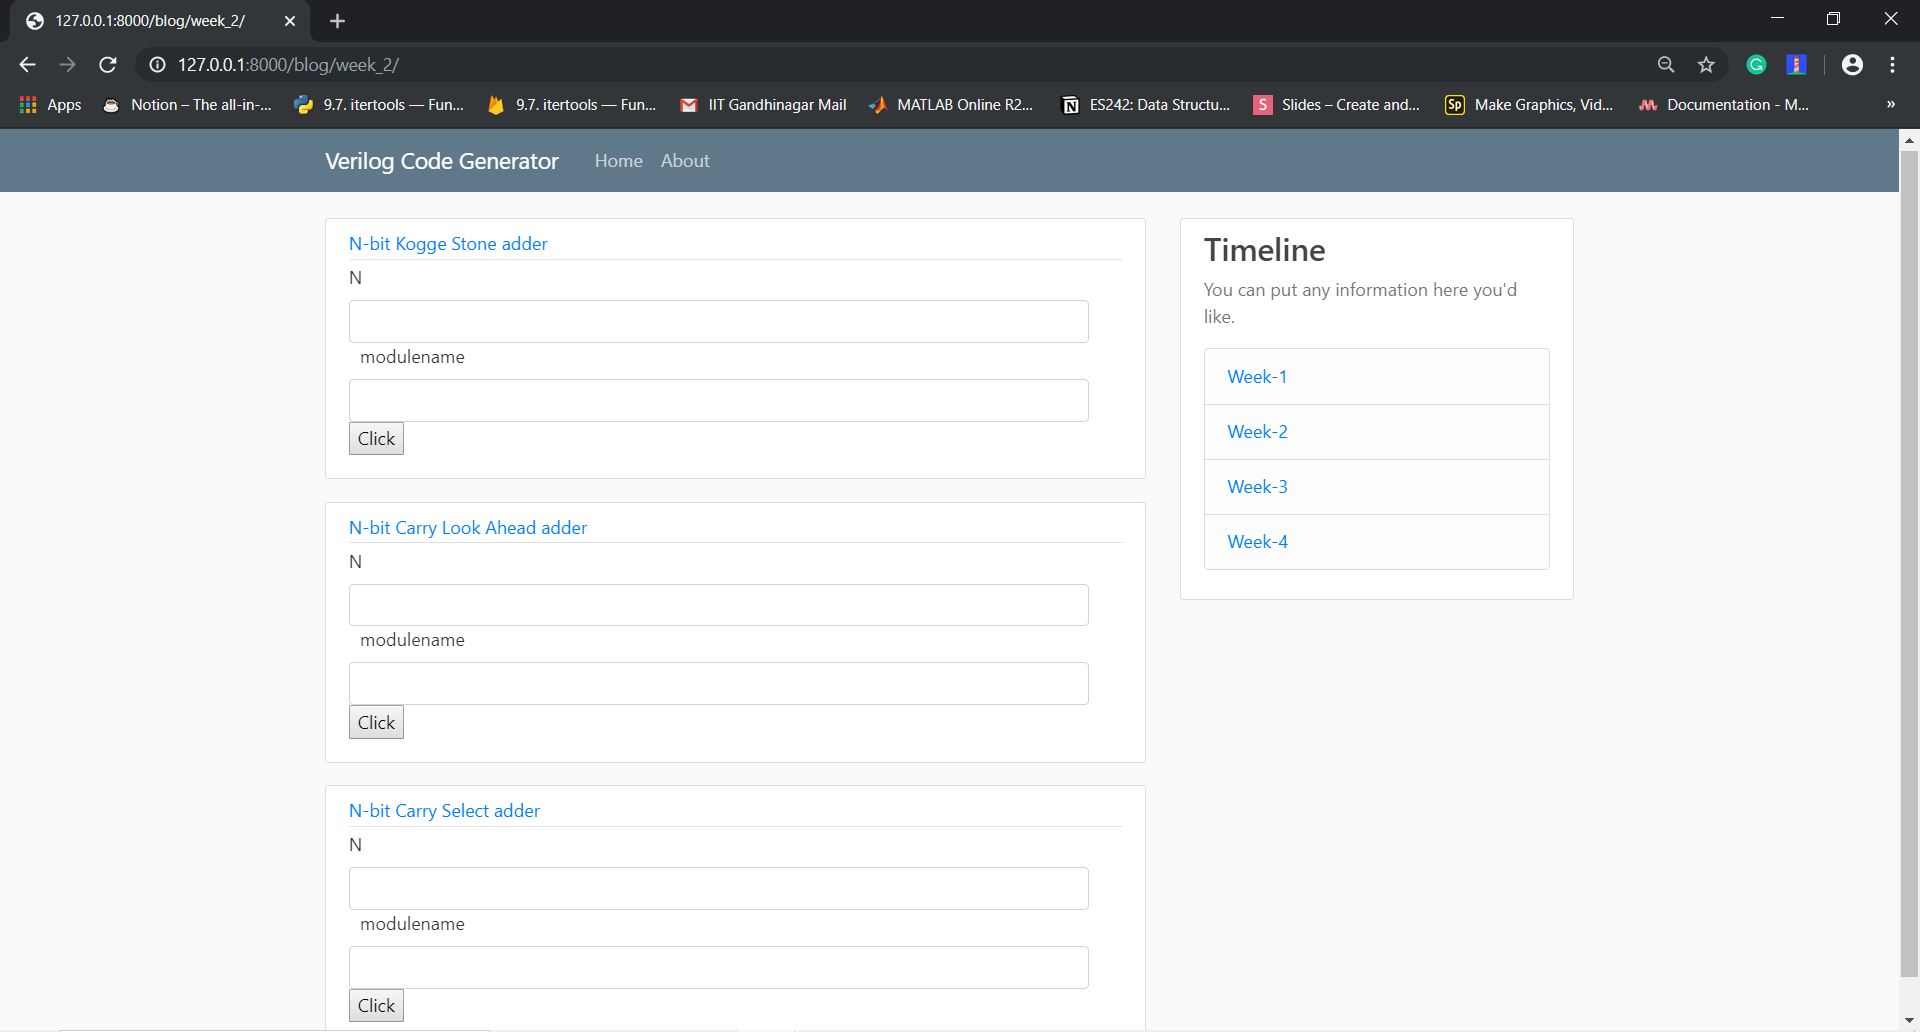 127.0.0.1:8000/blog/week_2/
127.0.0.1:8000/blog/week_2/
Apps Notion – The all-in-... 9.7. itertools — Fun... 9.7. itertools — Fun... IIT Gandhinagar Mail MATLAB Online R2... ES242: Data Structu... S Slides – Create and... Sp Make Graphics, Vid... Documentation - M... »
Verilog Code Generator Home About
N-bit Kogge Stone adder
N
modulename
Click
N-bit Carry Look Ahead adder
N
modulename
Click
N-bit Carry Select adder
N
modulename
Click
Timeline
You can put any information here you'd
like.
Week-1
Week-2
Week-3
Week-4